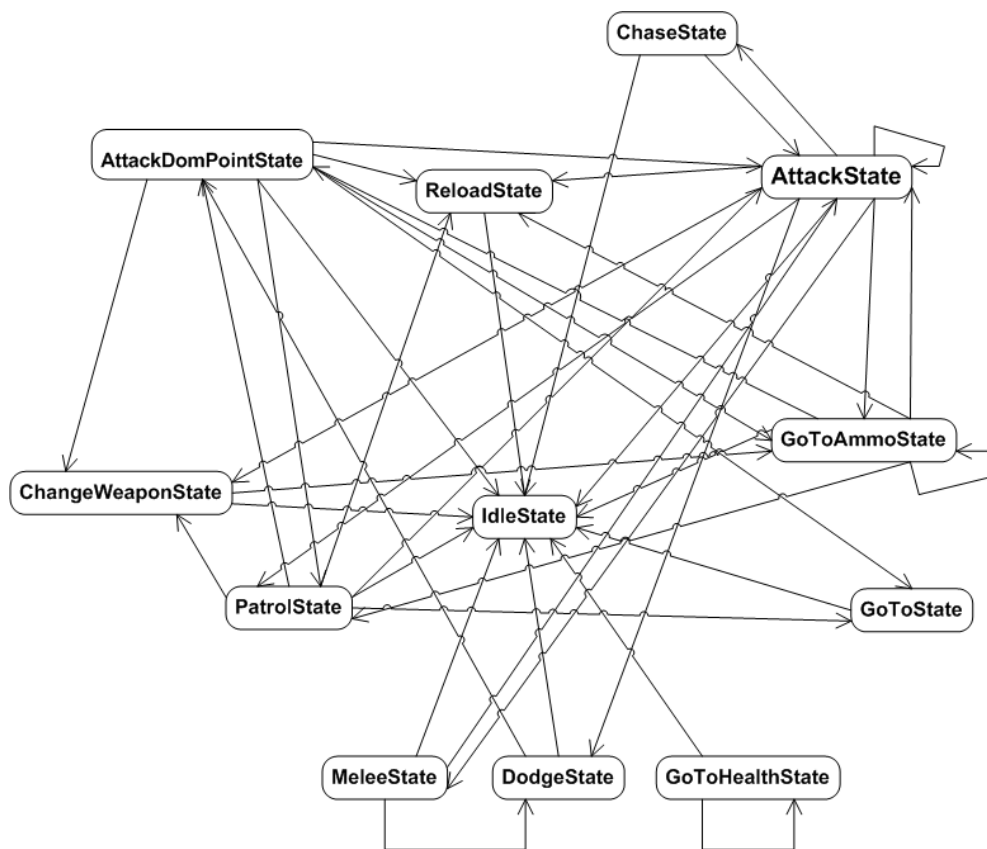 ChaseState
AttackDomPointState
ReloadState
AttackState
GoToAmmoState
ChangeWeaponState
IdleState
PatrolState
GoToState
MeleeState
DodgeState
GoToHealthState